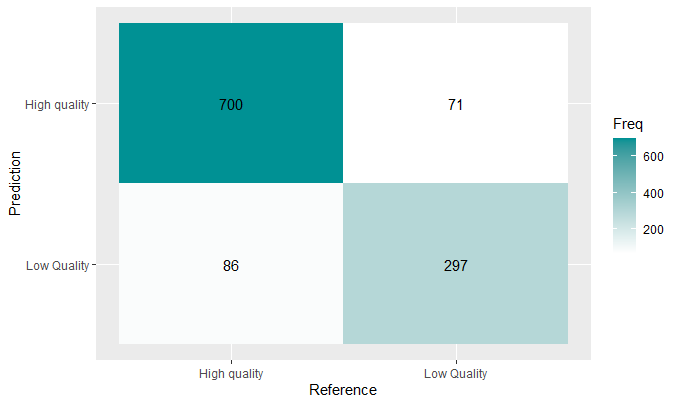 High quality
700
71
Low Quality
86
297
High quality
Low Quality
Reference
Prediction
Freq
600
400
200